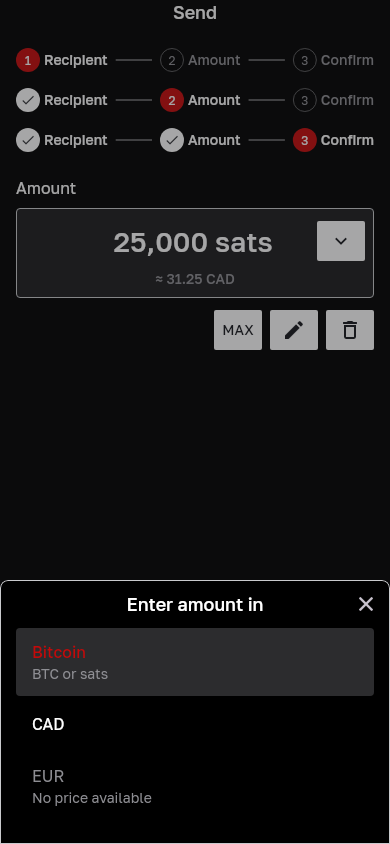 Send
1 Recipient 2 Amount 3 Confirm
Recipient 2 Amount 3 Confirm
Recipient Amount 3 Confirm
Amount
25,000 sats
≈ 31.25 CAD
MAX
Enter amount in
Bitcoin
BTC or sats
CAD
EUR
No price available